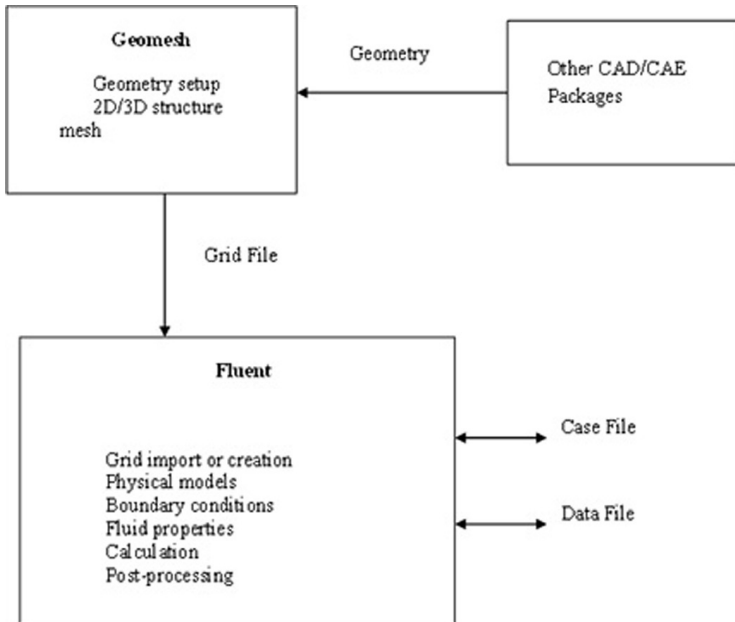 Geomesh
Geometry setup
2D/3D structure
mesh
Geometry
Other CAD/CAE
Packages
Grid File
Fluent
Grid import or creation
Physical models
Boundary conditions
Fluid properties
Calculation
Post-processing
Case File
Data File